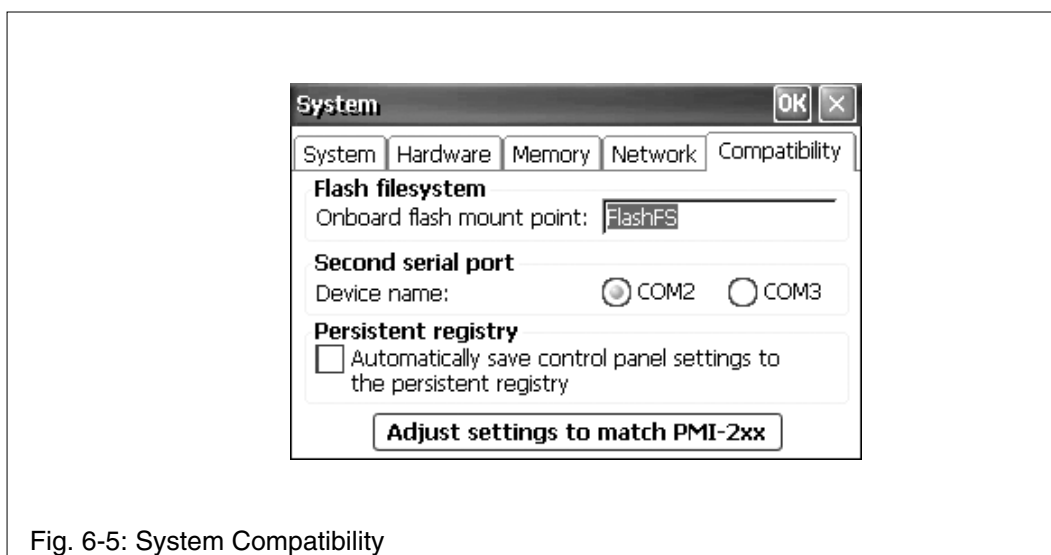 System OK
System Hardware Memory Network Compatibility
Flash filesystem
Onboard flash mount point: FlashFS
Second serial port
Device name: COM2 COM3
Persistent registry
Automatically save control panel settings to
the persistent registry
Adjust settings to match PMI-2xx
Fig. 6-5: System Compatibility